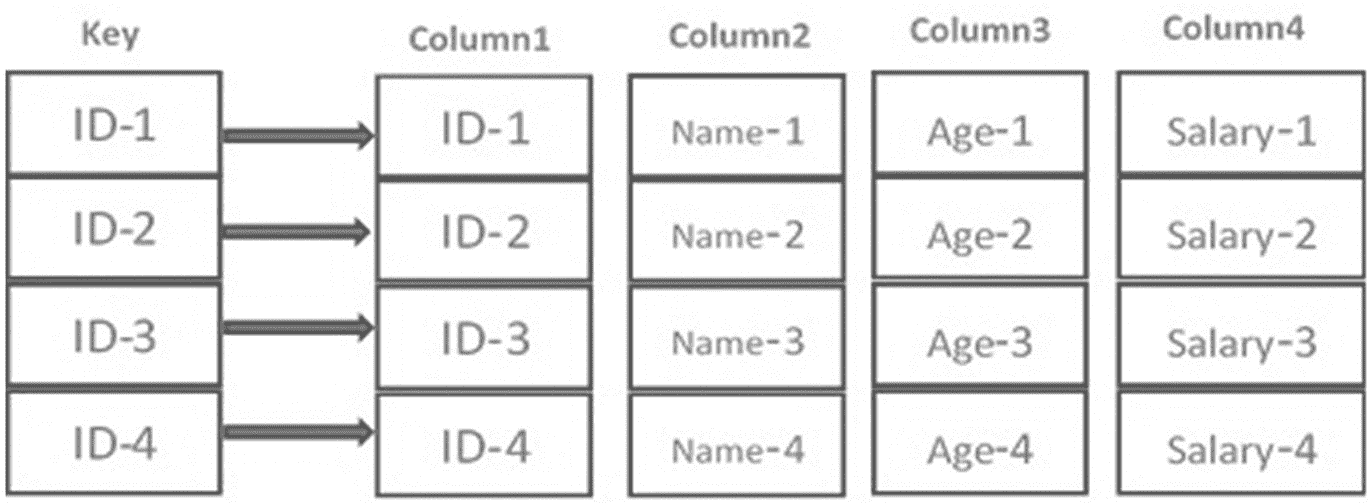 Key Column1 Column2 Column3 Column4
ID-1 ID-1 Name-1 Age-1 Salary-1
ID-2 ID-2 Name-2 Age-2 Salary-2
ID-3 ID-3 Name-3 Age-3 Salary-3
ID-4 ID-4 Name-4 Age-4 Salary-4